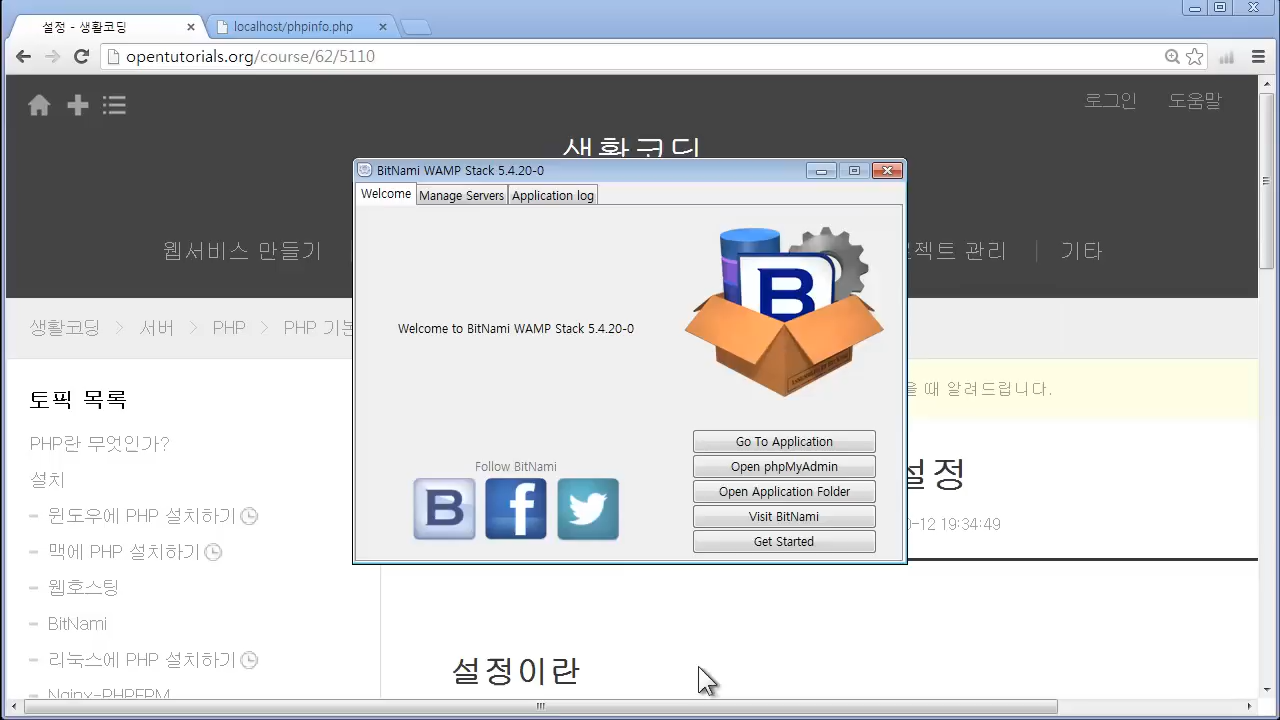 설정 - 생활코딩
localhost/phpinfo.php
opentutorials.org/course/62/5110
로그인
도움말
생활코딩
BitNami WAMP Stack 5.4.20-0
Welcome
Manage Servers
Application log
웹서비스 만들기
젝트 관리
기타
Welcome to BitNami WAMP Stack 5.4.20-0
B
생활코딩
서버
PHP
PHP 기본
을 때 알려드립니다.
토픽 목록
PHP란 무엇인가?
설치
- 윈도우에 PHP 설치하기
- 맥에 PHP 설치하기
- 웹호스팅
- BitNami
- 리눅스에 PHP 설치하기
- Nginx-PHPFPM
Go To Application
Open phpMyAdmin
Open Application Folder
Visit BitNami
Get Started
Follow BitNami
B
f
설정
0-12 19:34:49
설정이란